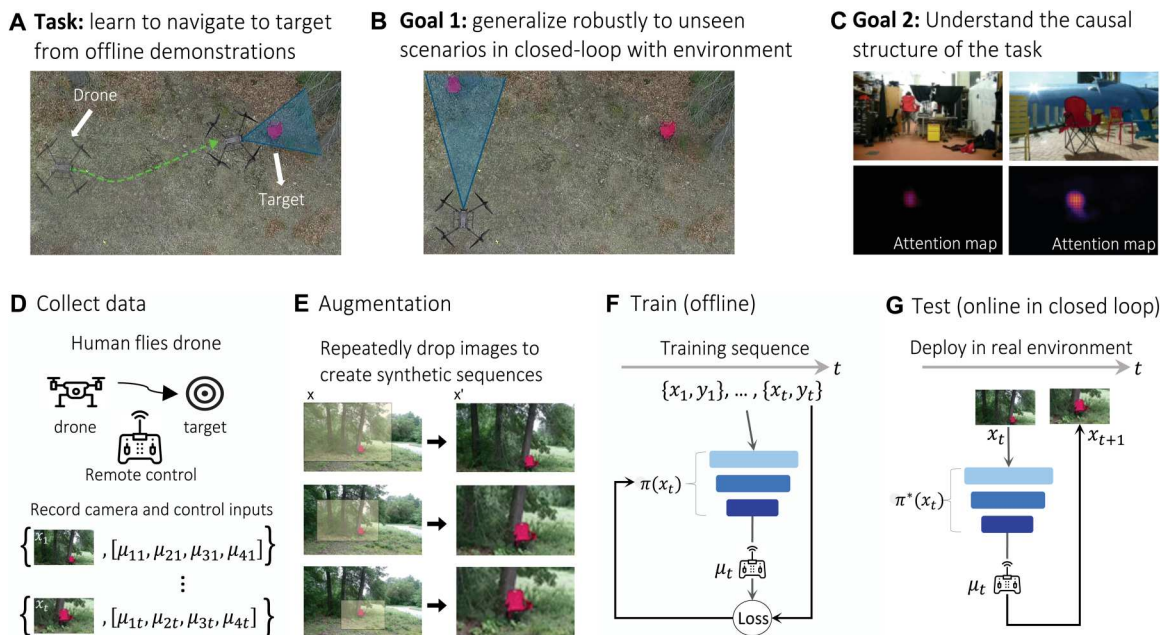 A Task: learn to navigate to target
from offline demonstrations
Drone
Target
B Goal 1: generalize robustly to unseen
scenarios in closed-loop with environment
C Goal 2: Understand the causal
structure of the task
Attention map
Attention map
D Collect data
Human flies drone
drone
target
Remote control
Record camera and control inputs
{ x₁ , [μ₁₁, μ₂₁, μ₃₁, μ₄₁] }
⋮
{ xₜ , [μ₁ₜ, μ₂ₜ, μ₃ₜ, μ₄ₜ] }
E Augmentation
Repeatedly drop images to
create synthetic sequences
x x'
F Train (offline)
Training sequence
t
{x₁, y₁}, ... , {xₜ, yₜ}
π(xₜ)
μₜ
Loss
G Test (online in closed loop)
Deploy in real environment
t
xₜ
xₜ₊₁
π*(xₜ)
μₜ